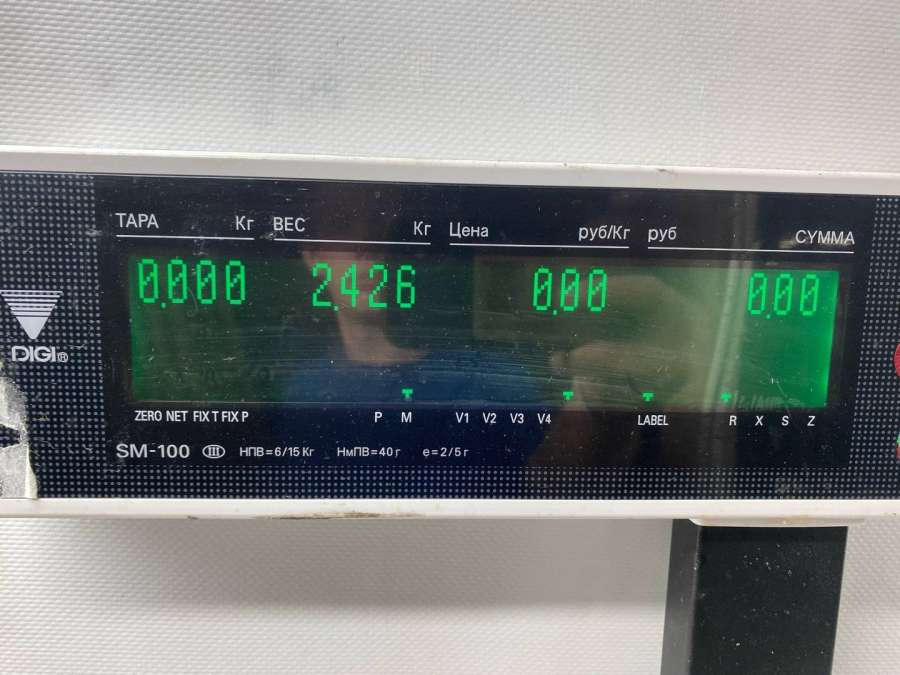 ТАРА Кг ВЕС Кг Цена руб/Кг руб СУММА
0.000 2.426 0.00 0.00
DIGI®
ZERO NET FIX T FIX P P M V1 V2 V3 V4 LABEL R X S Z
SM-100 III НПВ=6/15 Кг НмПВ=40 г e=2/5 г